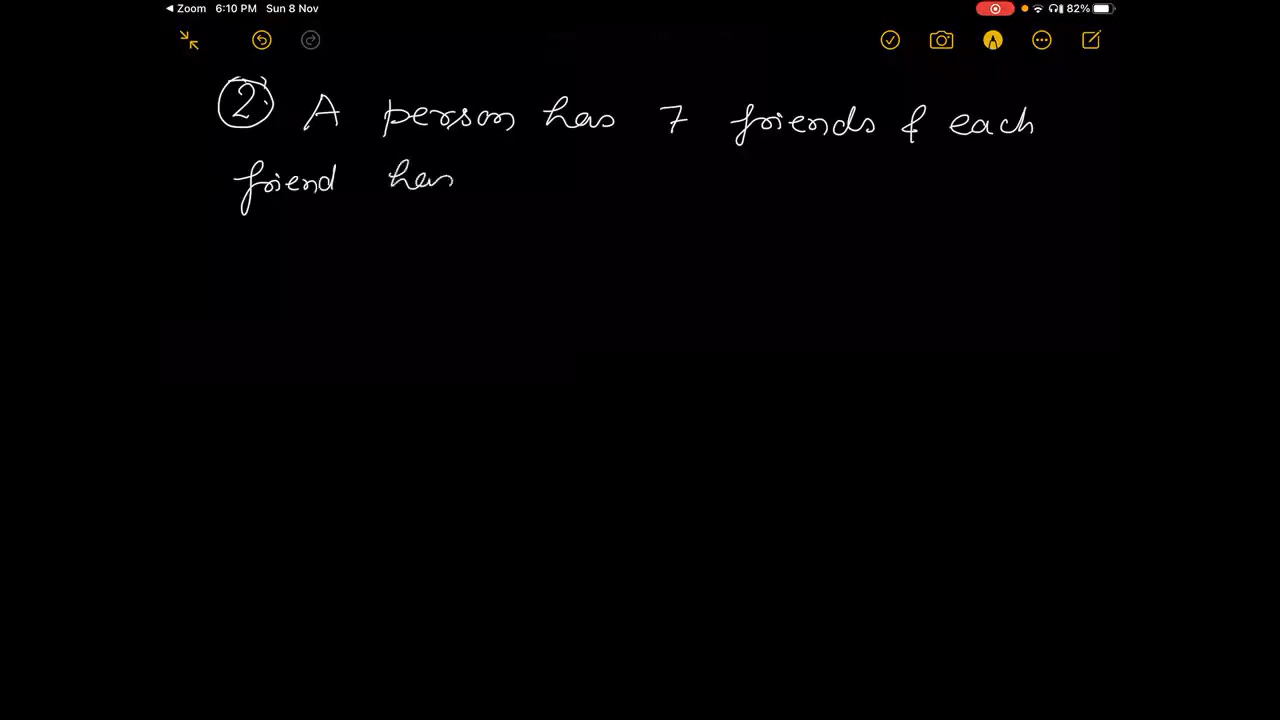 ◀ Zoom 6:10 PM Sun 8 Nov 82%
② A person has 7 friends & each
friend has